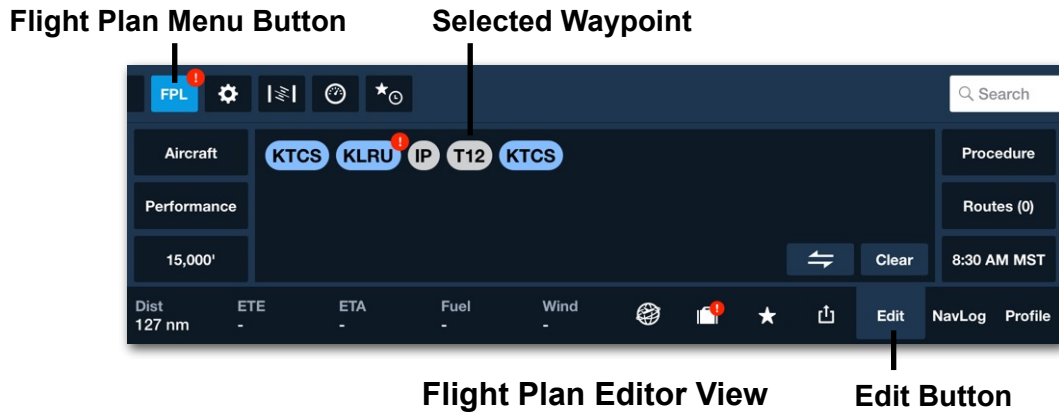 Flight Plan Menu Button Selected Waypoint
FPL ! Search
Aircraft KTCS KLRU ! IP T12 KTCS Procedure
Performance Routes (0)
15,000' Clear 8:30 AM MST
Dist ETE ETA Fuel Wind
127 nm - - - - ! Edit NavLog Profile
Flight Plan Editor View Edit Button